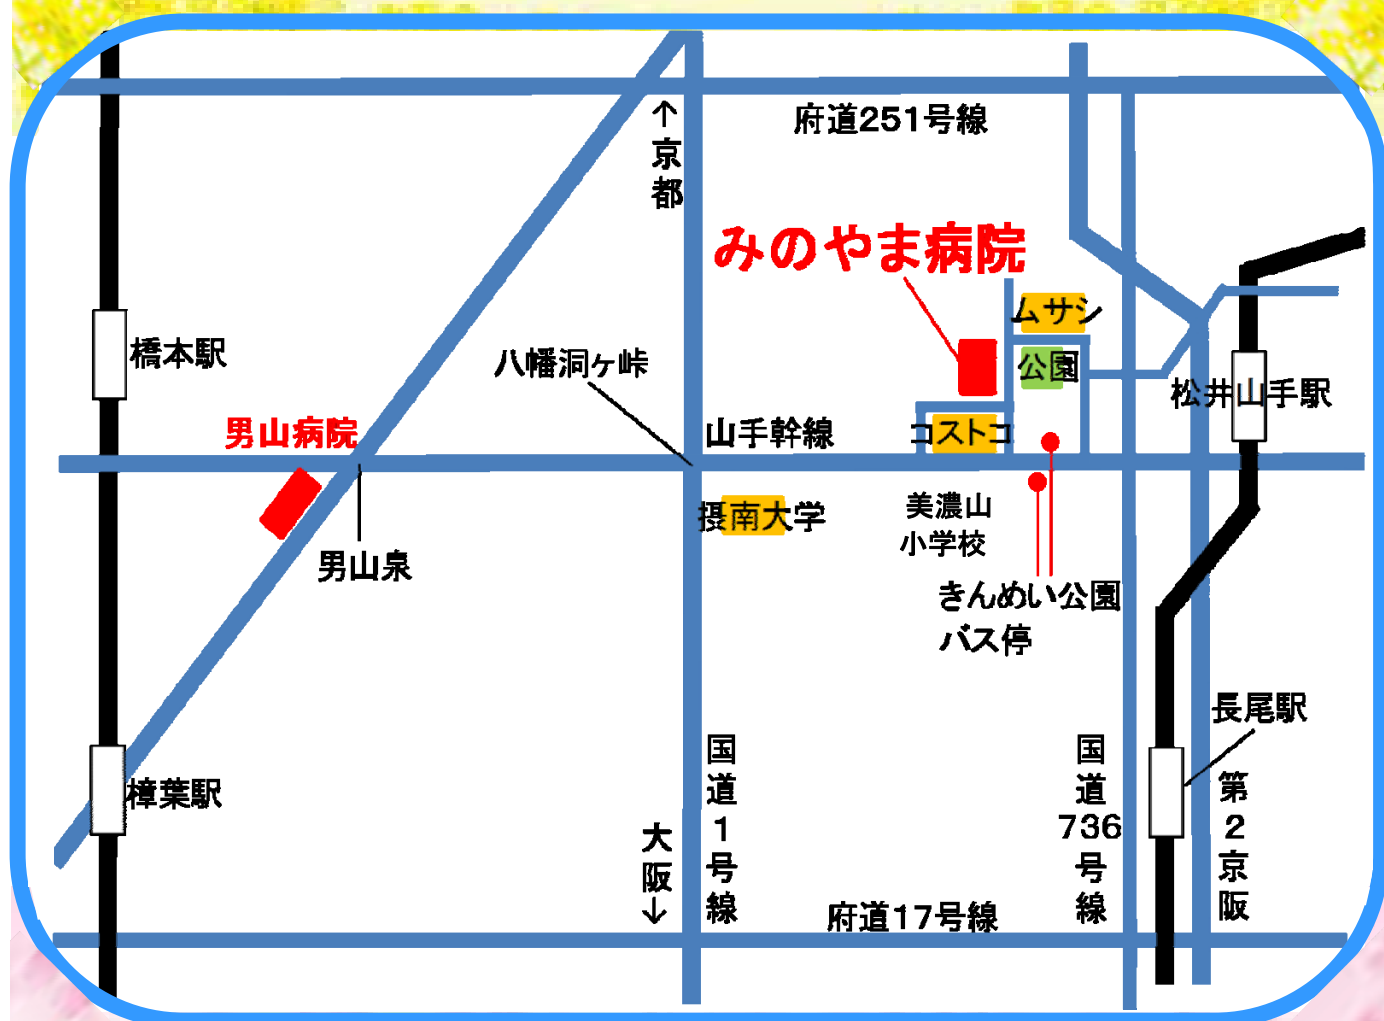 府道251号線
↑京都
みのやま病院
ムサシ
公園
橋本駅
八幡洞ヶ峠
松井山手駅
男山病院
山手幹線
コストコ
摂南大学
美濃山
小学校
男山泉
きんめい公園
バス停
長尾駅
樟葉駅
国道1号線
国道736号線
第2京阪
大阪↓
府道17号線